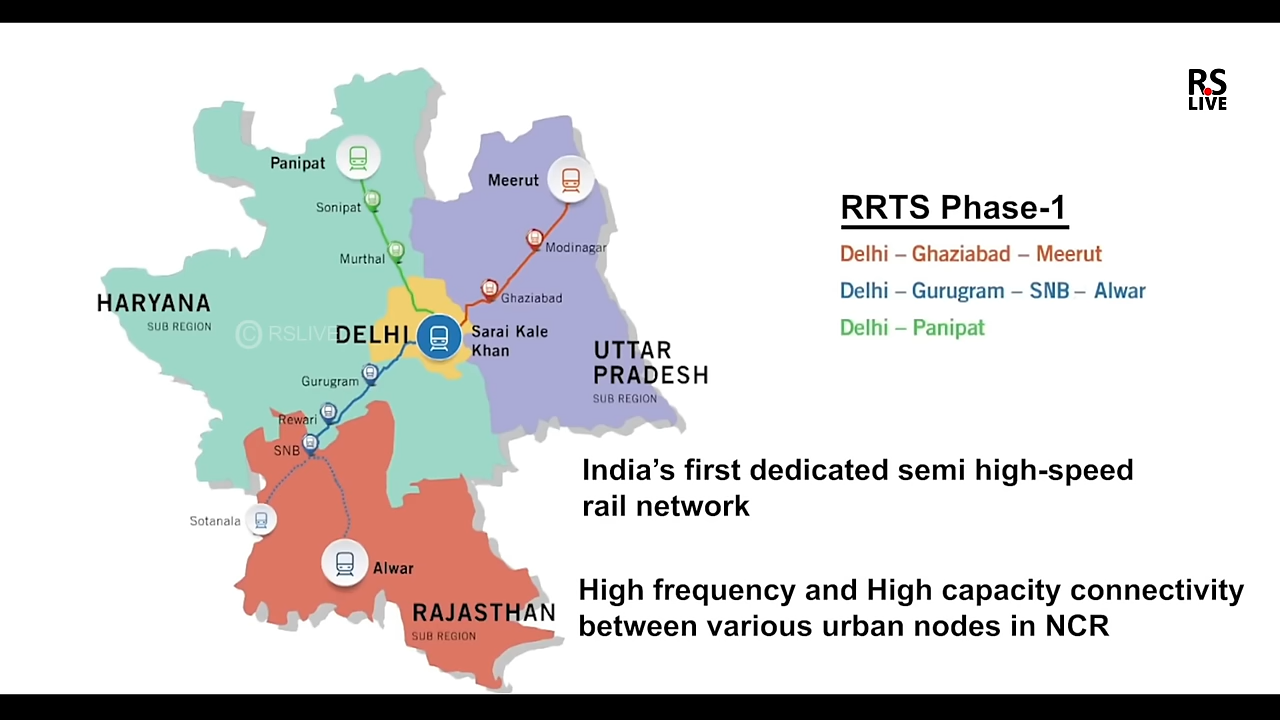 R.S
LIVE
Panipat
Meerut
Sonipat
RRTS Phase-1
Modinagar
Delhi – Ghaziabad – Meerut
Murthal
Delhi – Gurugram – SNB – Alwar
Ghaziabad
HARYANA
SUB REGION
Delhi – Panipat
© RSLIVE
DELHI
Sarai Kale
Khan
UTTAR
PRADESH
SUB REGION
Gurugram
Rewari
SNB
India's first dedicated semi high-speed
rail network
Sotanala
Alwar
High frequency and High capacity connectivity
between various urban nodes in NCR
RAJASTHAN
SUB REGION